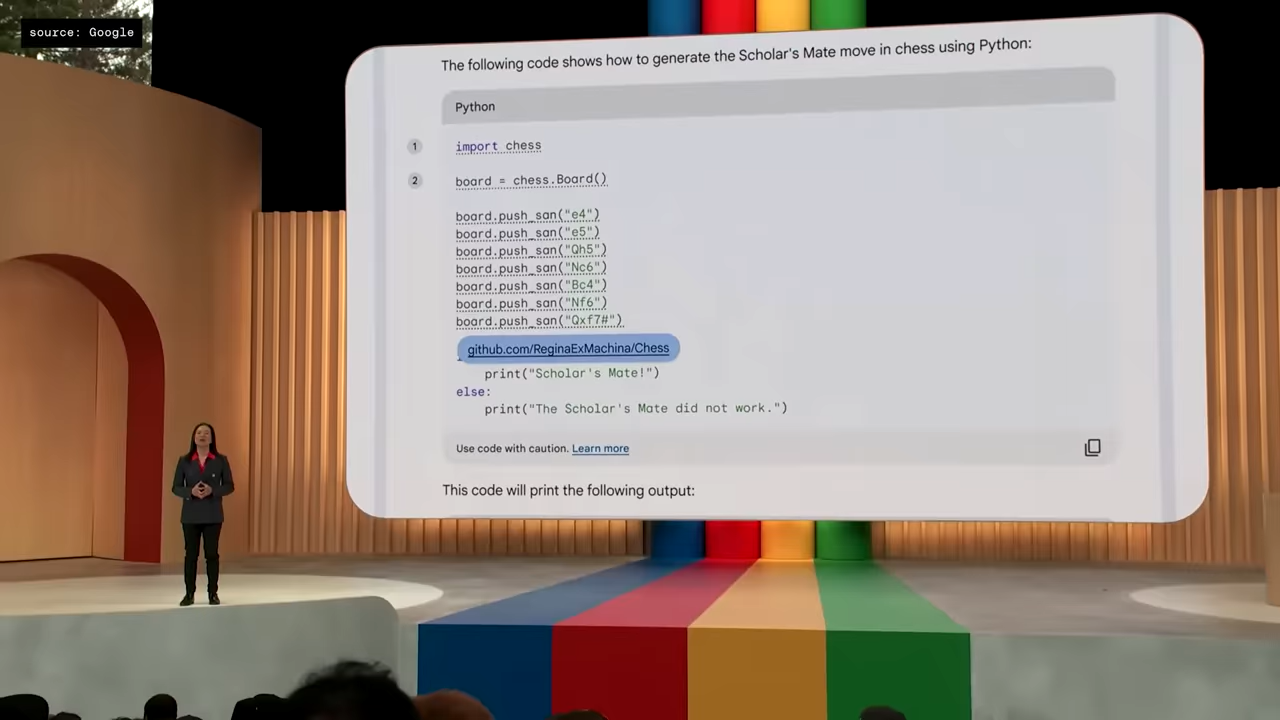 source: Google
The following code shows how to generate the Scholar's Mate move in chess using Python:
Python
1 import chess
2 board = chess.Board()
board.push_san("e4")
board.push_san("e5")
board.push_san("Qh5")
board.push_san("Nc6")
board.push_san("Bc4")
board.push_san("Nf6")
board.push_san("Qxf7#")
github.com/ReginaExMachina/Chess
print("Scholar's Mate!")
else:
print("The Scholar's Mate did not work.")
Use code with caution. Learn more
This code will print the following output: